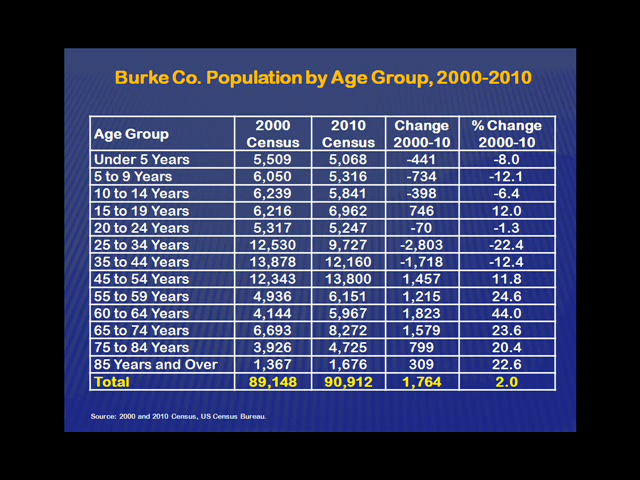 Burke Co. Population by Age Group, 2000-2010
Age Group 2000 Census 2010 Census Change 2000-10 % Change 2000-10
Under 5 Years 5,509 5,068 -441 -8.0
5 to 9 Years 6,050 5,316 -734 -12.1
10 to 14 Years 6,239 5,841 -398 -6.4
15 to 19 Years 6,216 6,962 746 12.0
20 to 24 Years 5,317 5,247 -70 -1.3
25 to 34 Years 12,530 9,727 -2,803 -22.4
35 to 44 Years 13,878 12,160 -1,718 -12.4
45 to 54 Years 12,343 13,800 1,457 11.8
55 to 59 Years 4,936 6,151 1,215 24.6
60 to 64 Years 4,144 5,967 1,823 44.0
65 to 74 Years 6,693 8,272 1,579 23.6
75 to 84 Years 3,926 4,725 799 20.4
85 Years and Over 1,367 1,676 309 22.6
Total 89,148 90,912 1,764 2.0
Source: 2000 and 2010 Census, US Census Bureau.